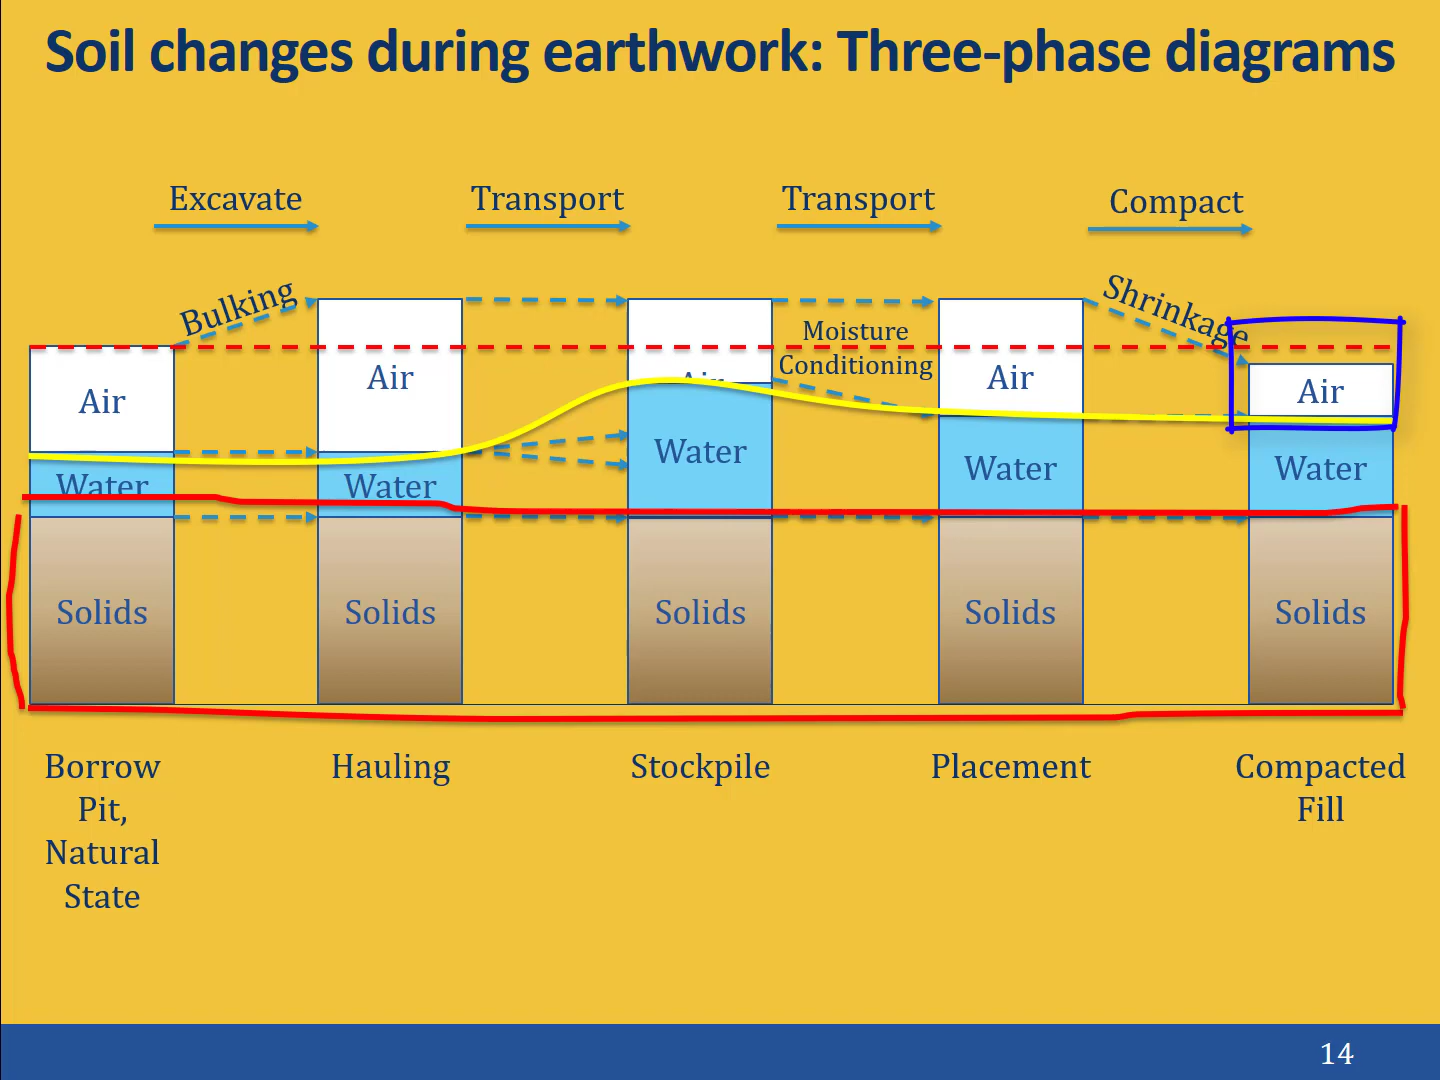 Soil changes during earthwork: Three-phase diagrams
Excavate
Transport
Transport
Compact
Bulking
Moisture
Conditioning
Shrinkage
Air
Air
Air
Air
Air
Water
Water
Water
Water
Water
Solids
Solids
Solids
Solids
Solids
Borrow
Pit,
Natural
State
Hauling
Stockpile
Placement
Compacted
Fill
14